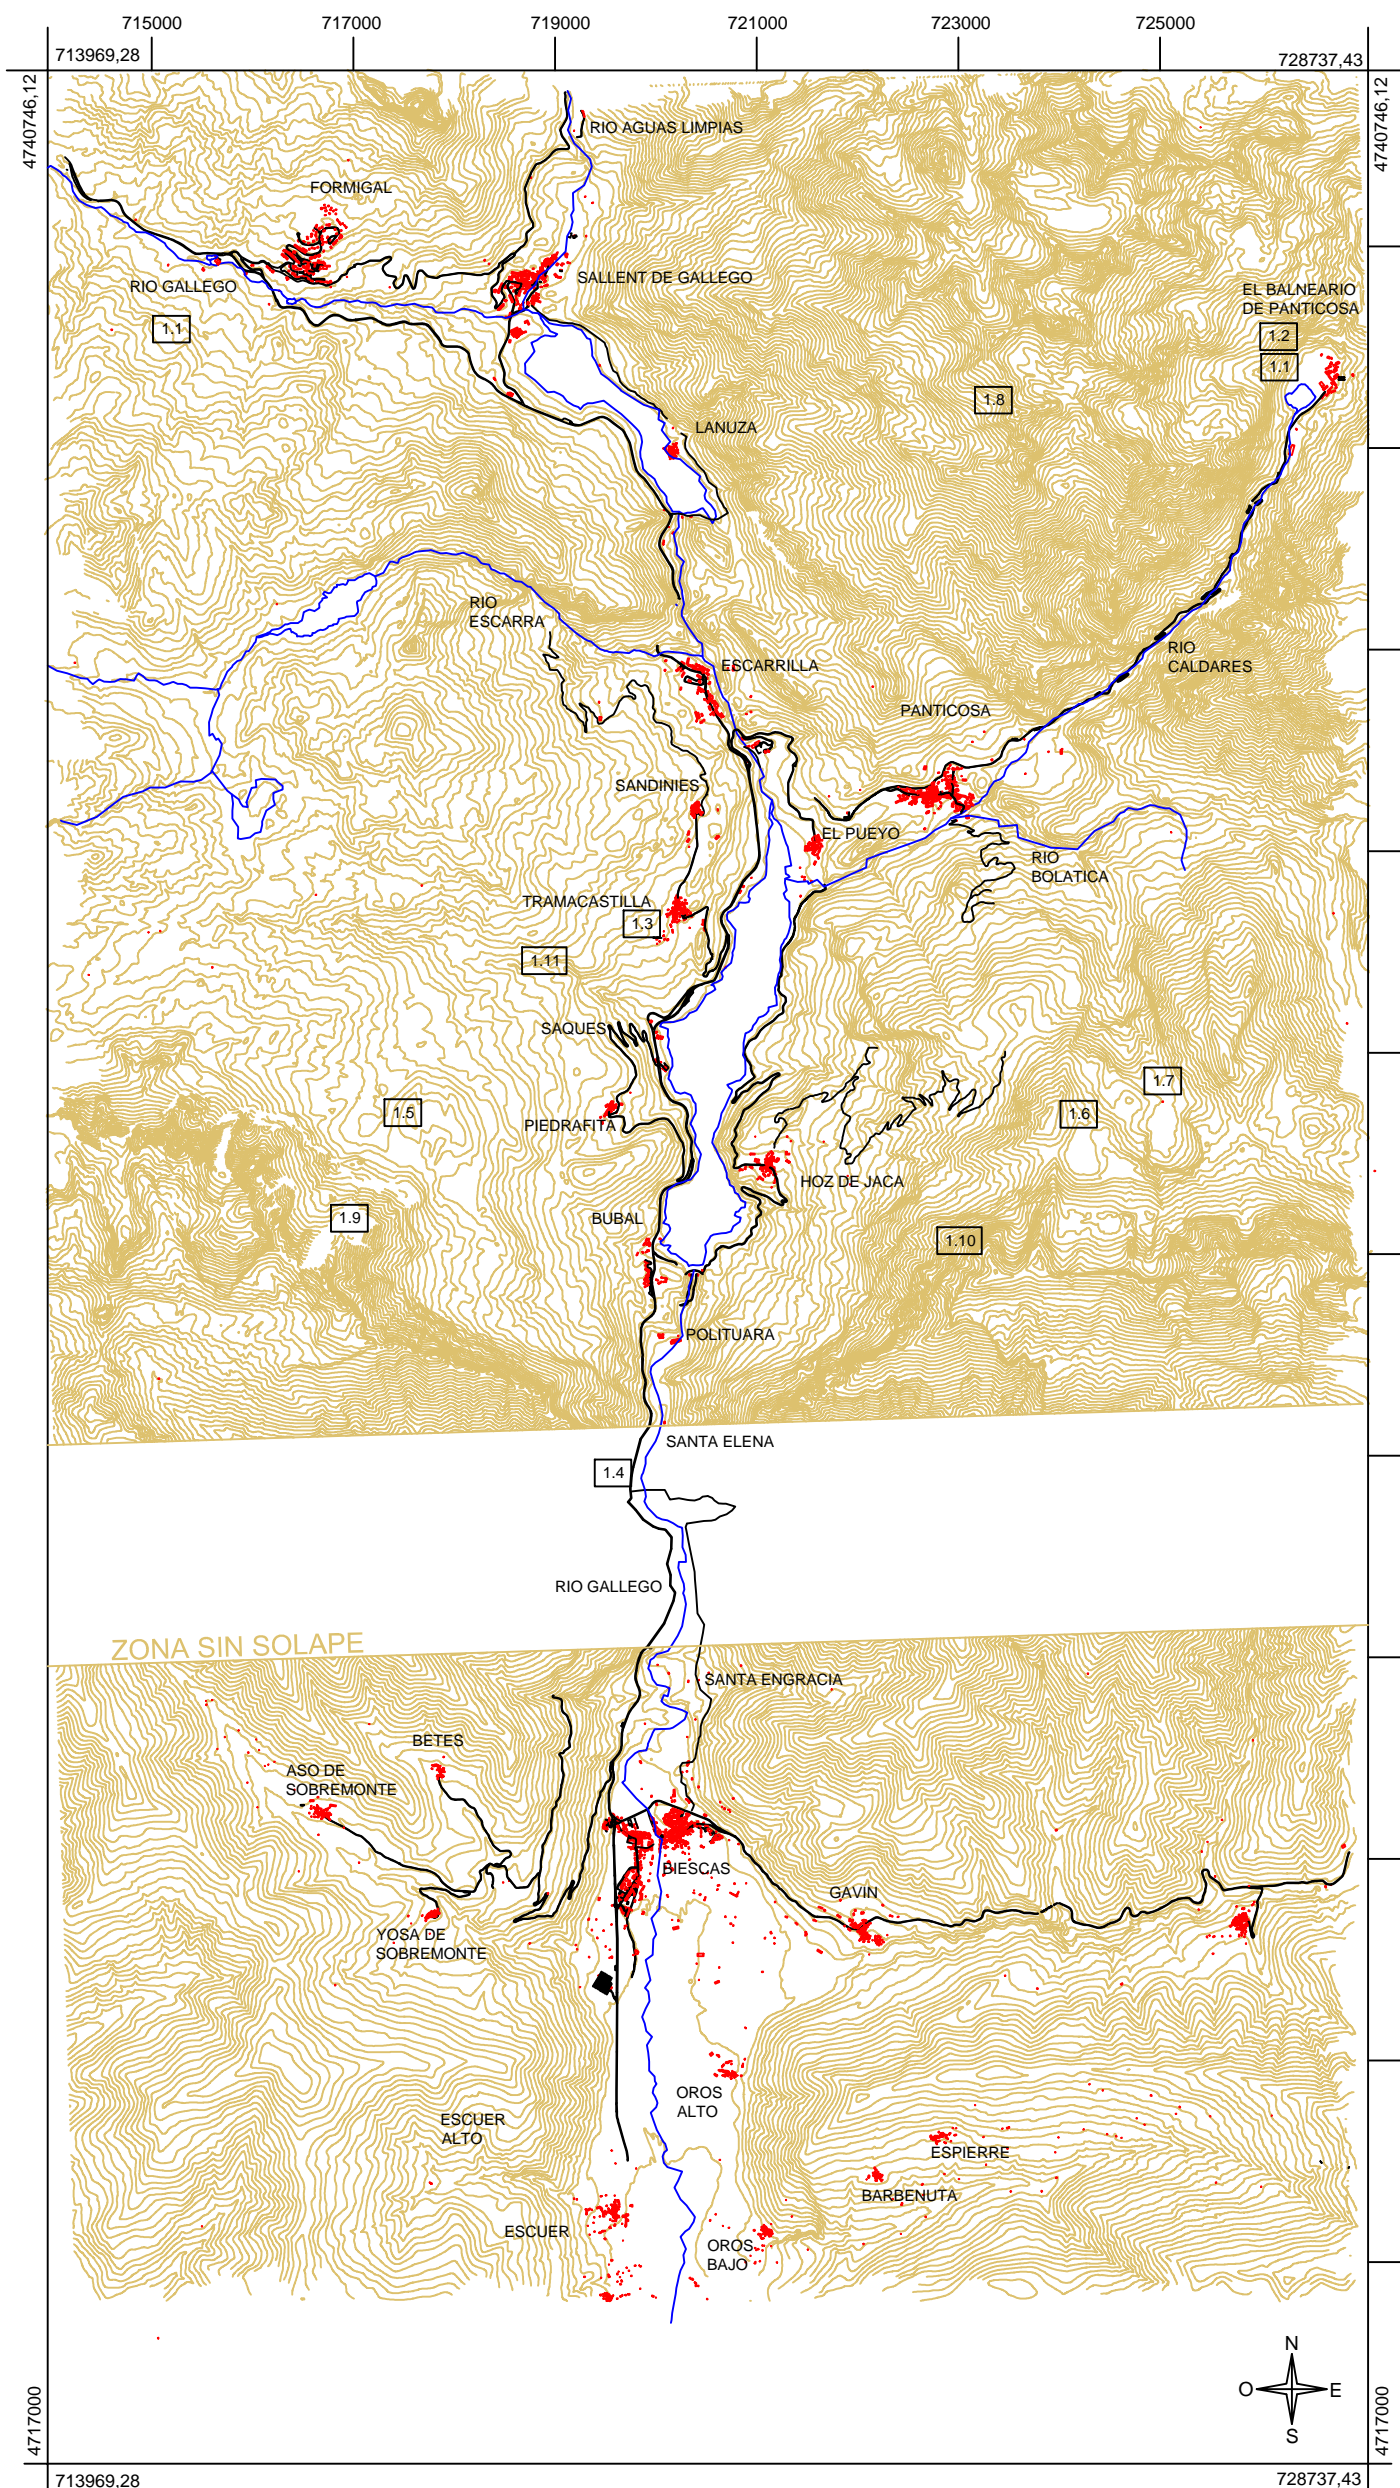 715000 717000 719000 721000 723000 725000
713969,28 728737,43
4740746,12 4740746,12
RIO AGUAS LIMPIAS
FORMIGAL
SALLENT DE GALLEGO
RIO GALLEGO
EL BALNEARIO
DE PANTICOSA
1.1
1.2
1.1
1.8
LANUZA
RIO
ESCARRA
RIO
CALDARES
ESCARRILLA
PANTICOSA
SANDINIES
EL PUEYO
RIO
BOLATICA
TRAMACASTILLA
1.3
1.11
SAQUES
1.7
1.5
1.6
PIEDRAFITA
HOZ DE JACA
BUBAL
1.9
1.10
POLITUARA
SANTA ELENA
1.4
RIO GALLEGO
ZONA SIN SOLAPE
SANTA ENGRACIA
BETES
ASO DE
SOBREMONTE
BIESCAS
GAVIN
YOSA DE
SOBREMONTE
OROS
ALTO
ESCUER
ALTO
ESPIERRE
BARBENUTA
ESCUER
OROS
BAJO
N
O E
S
4717000 4717000
713969,28 728737,43